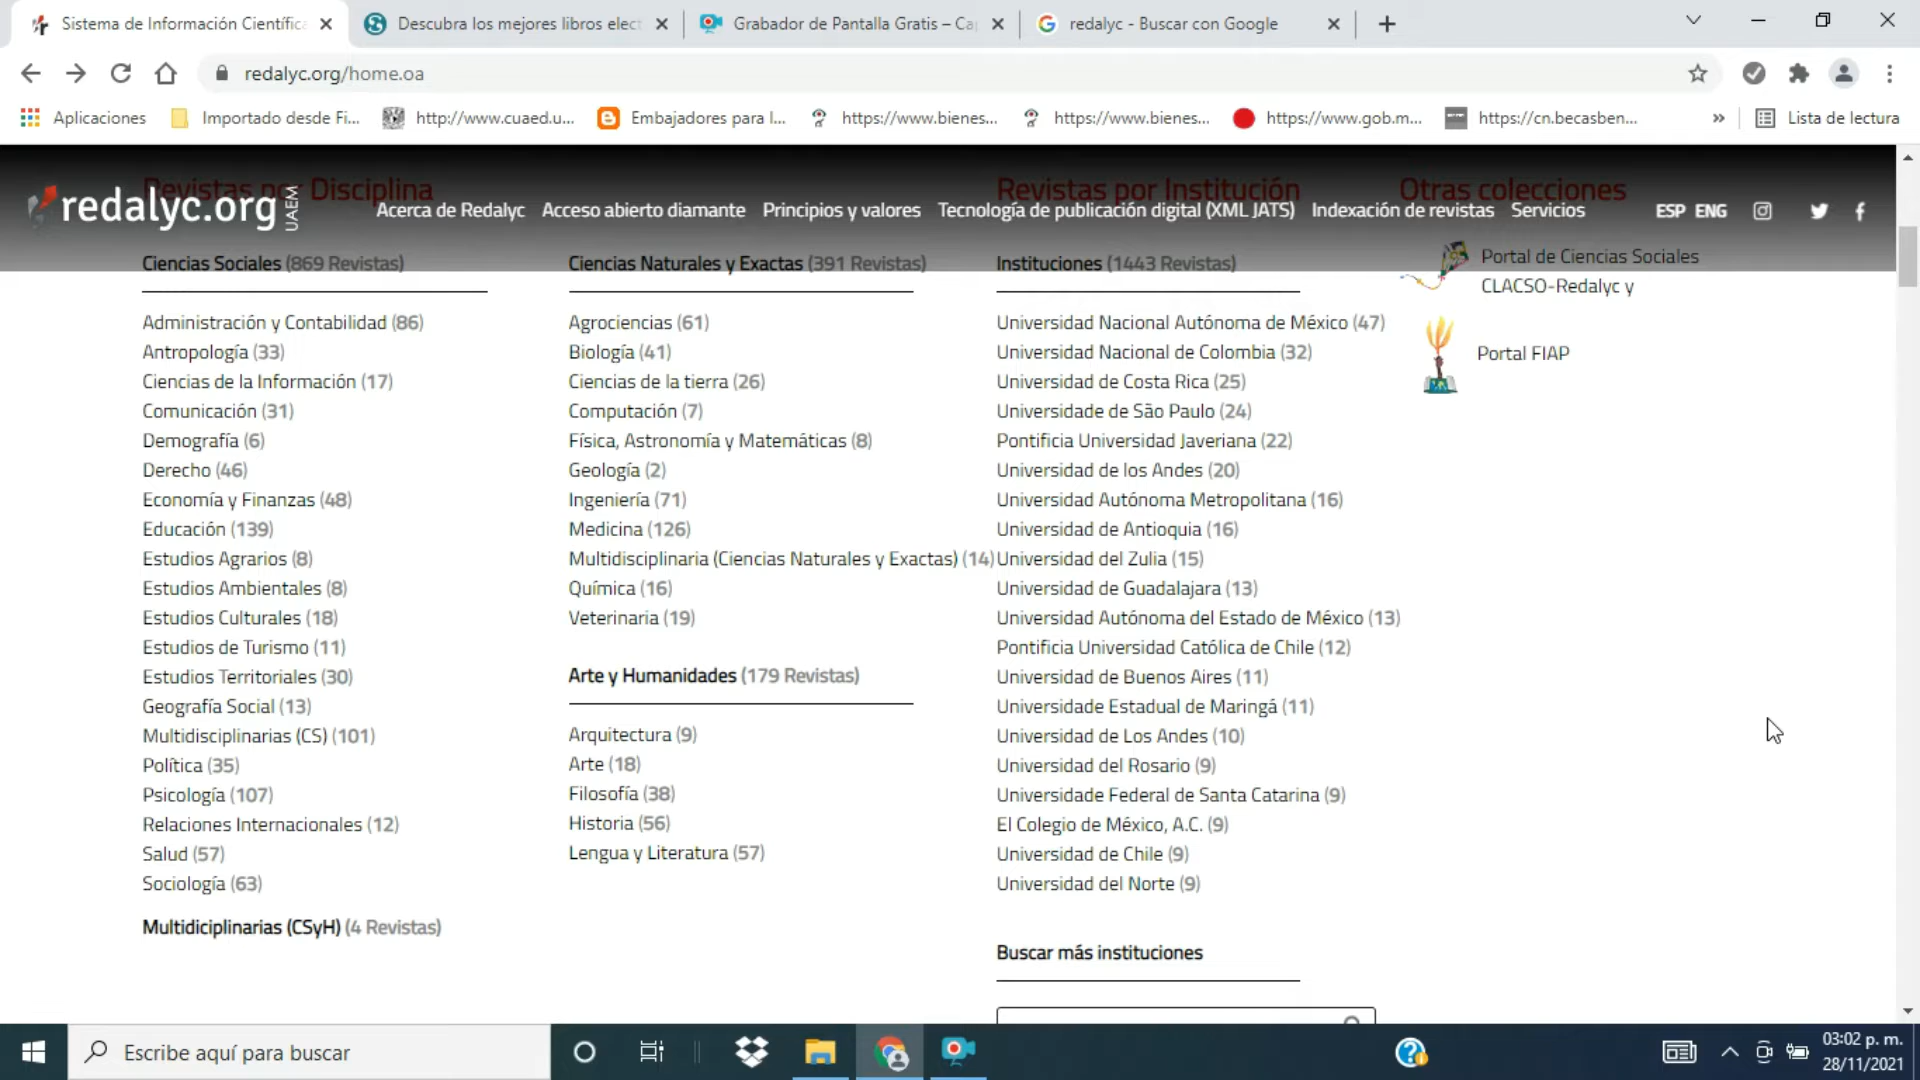 Sistema de Información Científica
Descubra los mejores libros elect
Grabador de Pantalla Gratis – Ca
redalyc - Buscar con Google
redalyc.org/home.oa
Aplicaciones
Importado desde Fi...
http://www.cuaed.u...
Embajadores para l...
https://www.bienes...
https://www.bienes...
https://www.gob.m...
https://cn.becasben...
»
Lista de lectura
Revistas por Disciplina
Revistas por Institución
Otras colecciones
redalyc.org
UAEM
Acerca de Redalyc
Acceso abierto diamante
Principios y valores
Tecnología de publicación digital (XML JATS)
Indexación de revistas
Servicios
ESP ENG
Ciencias Sociales (869 Revistas)
Administración y Contabilidad (86)
Antropología (33)
Ciencias de la Información (17)
Comunicación (31)
Demografía (6)
Derecho (46)
Economía y Finanzas (48)
Educación (139)
Estudios Agrarios (8)
Estudios Ambientales (8)
Estudios Culturales (18)
Estudios de Turismo (11)
Estudios Territoriales (30)
Geografía Social (13)
Multidisciplinarias (CS) (101)
Política (35)
Psicología (107)
Relaciones Internacionales (12)
Salud (57)
Sociología (63)
Multidiciplinarias (CSyH) (4 Revistas)
Ciencias Naturales y Exactas (391 Revistas)
Agrociencias (61)
Biología (41)
Ciencias de la tierra (26)
Computación (7)
Física, Astronomía y Matemáticas (8)
Geología (2)
Ingeniería (71)
Medicina (126)
Multidisciplinaria (Ciencias Naturales y Exactas) (14)
Química (16)
Veterinaria (19)
Arte y Humanidades (179 Revistas)
Arquitectura (9)
Arte (18)
Filosofía (38)
Historia (56)
Lengua y Literatura (57)
Instituciones (1443 Revistas)
Universidad Nacional Autónoma de México (47)
Universidad Nacional de Colombia (32)
Universidad de Costa Rica (25)
Universidade de São Paulo (24)
Pontificia Universidad Javeriana (22)
Universidad de los Andes (20)
Universidad Autónoma Metropolitana (16)
Universidad de Antioquia (16)
Universidad del Zulia (15)
Universidad de Guadalajara (13)
Universidad Autónoma del Estado de México (13)
Pontificia Universidad Católica de Chile (12)
Universidad de Buenos Aires (11)
Universidade Estadual de Maringá (11)
Universidad de Los Andes (10)
Universidad del Rosario (9)
Universidade Federal de Santa Catarina (9)
El Colegio de México, A.C. (9)
Universidad de Chile (9)
Universidad del Norte (9)
Buscar más instituciones
Portal de Ciencias Sociales
CLACSO-Redalyc y
Portal FIAP
Escribe aquí para buscar
03:02 p. m.
28/11/2021